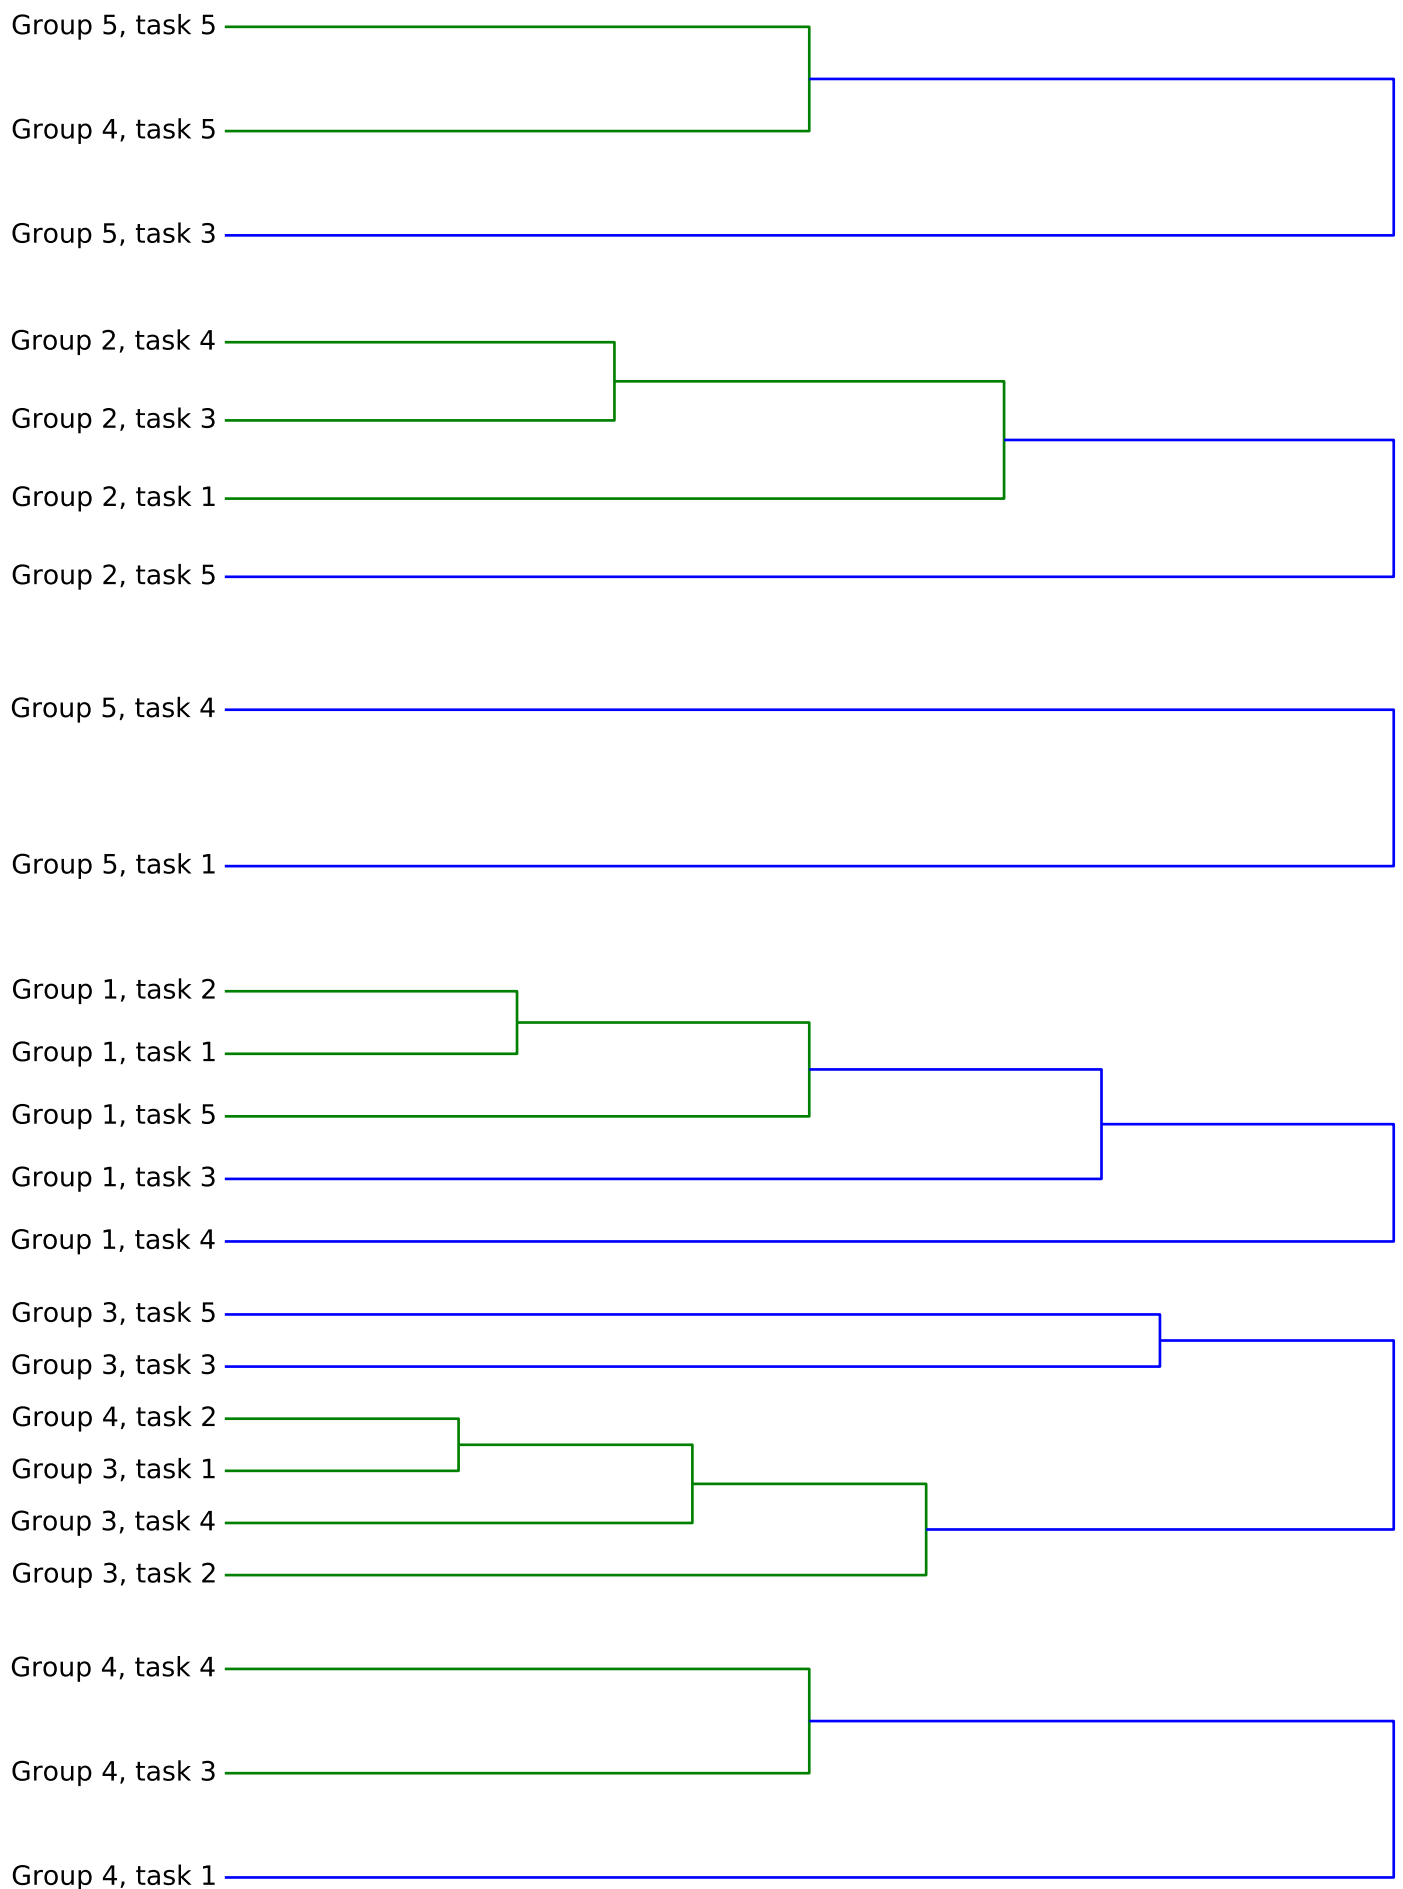 Group 5, task 5
Group 4, task 5
Group 5, task 3
Group 2, task 4
Group 2, task 3
Group 2, task 1
Group 2, task 5
Group 5, task 4
Group 5, task 1
Group 1, task 2
Group 1, task 1
Group 1, task 5
Group 1, task 3
Group 1, task 4
Group 3, task 5
Group 3, task 3
Group 4, task 2
Group 3, task 1
Group 3, task 4
Group 3, task 2
Group 4, task 4
Group 4, task 3
Group 4, task 1